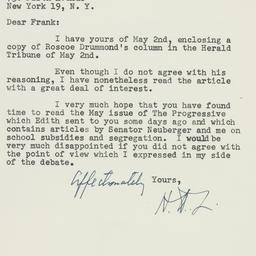 New York 19, N. Y.
Dear Frank:
I have yours of May 2nd, enclosing a
copy of Roscoe Drummond's column in the Herald
Tribune of May 2nd.
Even though I do not agree with his
reasoning, I have nonetheless read the article
with a great deal of interest.
I very much hope that you have found
time to read the May issue of The Progressive
which Edith sent to you some days ago and which
contains articles by Senator Neuberger and me on
school subsidies and segregation. I would be
very much disappointed if you did not agree with
the point of view which I expressed in my side
of the debate.
Affectionately Yours,
H. H. L.